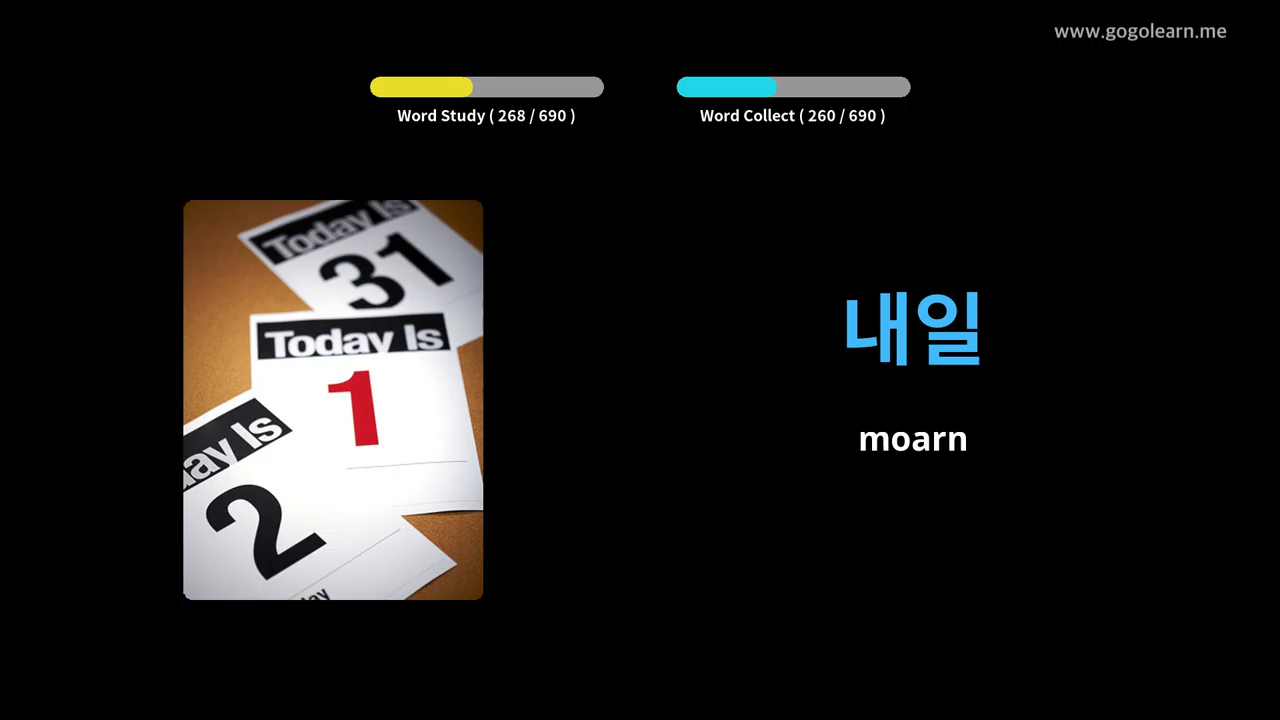 www.gogolearn.me
Word Study ( 268 / 690 )
Word Collect ( 260 / 690 )
Today Is
31
Today Is
1
ay Is
2
내일
moarn